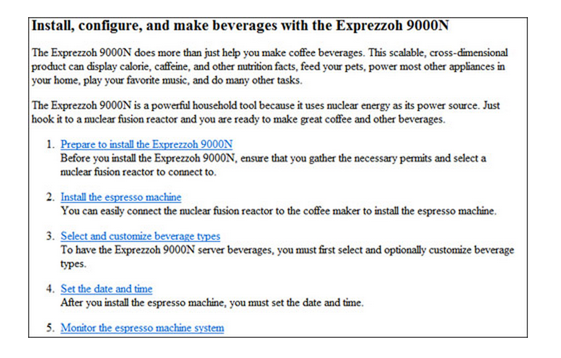 Install, configure, and make beverages with the Exprezzoh 9000N
The Exprezzoh 9000N does more than just help you make coffee beverages. This scalable, cross-dimensional
product can display calorie, caffeine, and other nutrition facts, feed your pets, power most other appliances in
your home, play your favorite music, and do many other tasks.
The Exprezzoh 9000N is a powerful household tool because it uses nuclear energy as its power source. Just
hook it to a nuclear fusion reactor and you are ready to make great coffee and other beverages.
1. Prepare to install the Exprezzoh 9000N
Before you install the Exprezzoh 9000N, ensure that you gather the necessary permits and select a
nuclear fusion reactor to connect to.
2. Install the espresso machine
You can easily connect the nuclear fusion reactor to the coffee maker to install the espresso machine.
3. Select and customize beverage types
To have the Exprezzoh 9000N server beverages, you must first select and optionally customize beverage
types.
4. Set the date and time
After you install the espresso machine, you must set the date and time.
5. Monitor the espresso machine system